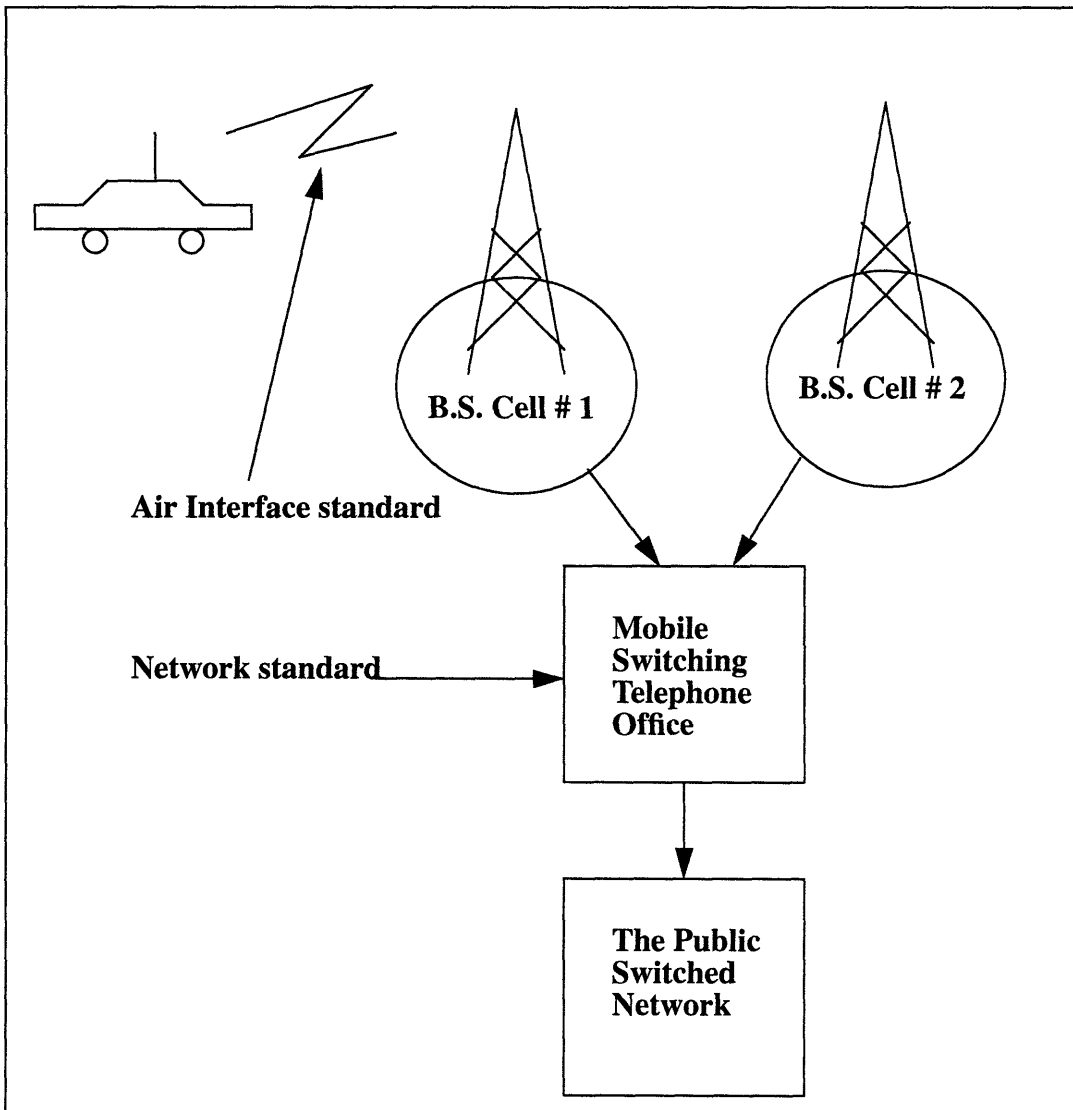 B.S. Cell # 1
B.S. Cell # 2
Air Interface standard
Network standard
Mobile
Switching
Telephone
Office
The Public
Switched
Network